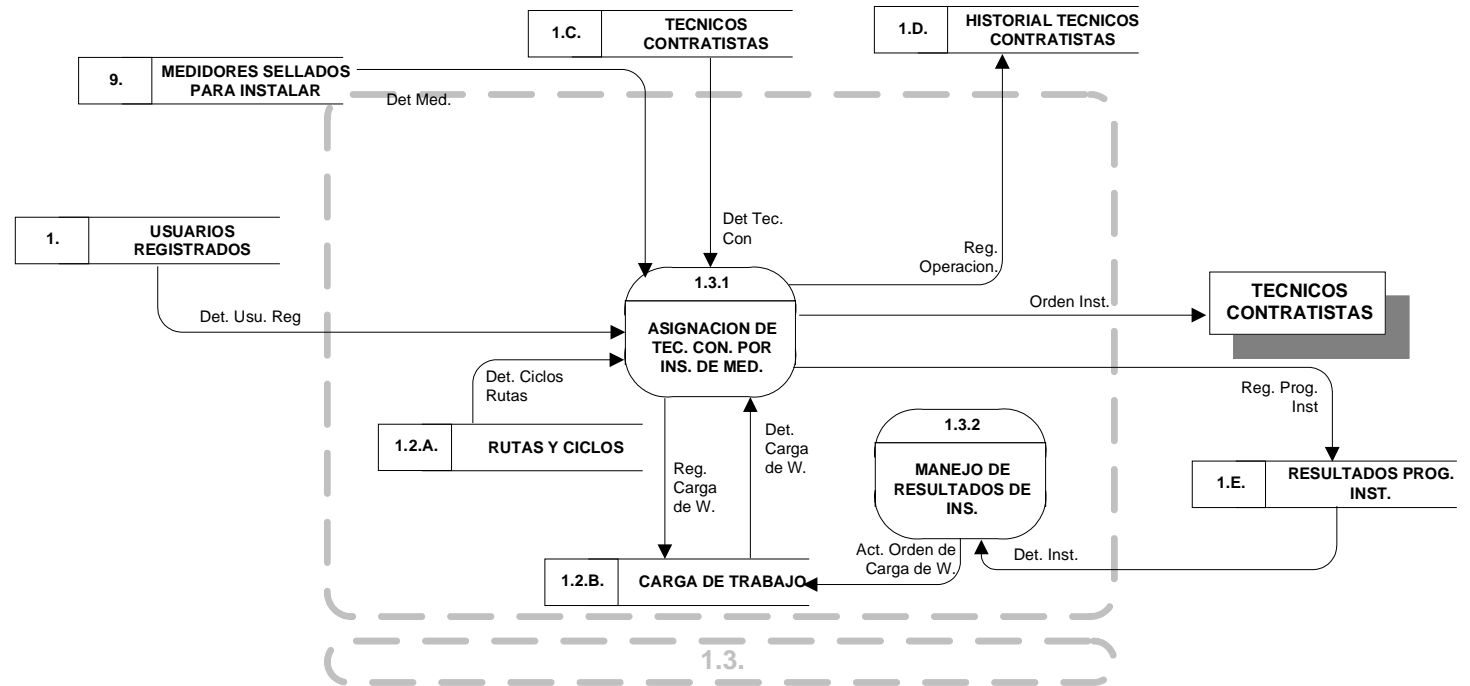 1.C.
TECNICOS
CONTRATISTAS
1.D.
HISTORIAL TECNICOS
CONTRATISTAS
9.
MEDIDORES SELLADOS
PARA INSTALAR
Det Med.
1.
USUARIOS
REGISTRADOS
Det Tec.
Con
Reg.
Operacion.
Det. Usu. Reg
1.3.1
ASIGNACION DE
TEC. CON. POR
INS. DE MED.
Orden Inst.
TECNICOS
CONTRATISTAS
Det. Ciclos
Rutas
Reg. Prog.
Inst
1.2.A.
RUTAS Y CICLOS
Det.
Carga
de W.
Reg.
Carga
de W.
1.3.2
MANEJO DE
RESULTADOS DE
INS.
1.E.
RESULTADOS PROG.
INST.
Act. Orden de
Carga de W.
Det. Inst.
1.2.B.
CARGA DE TRABAJO
1.3.